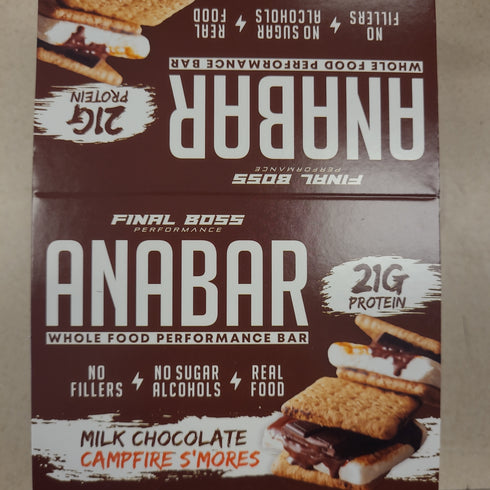 NO FILLERS
NO SUGAR ALCOHOLS
REAL FOOD
WHOLE FOOD PERFORMANCE BAR
ANABAR
21G
PROTEIN
FINAL BOSS
PERFORMANCE
FINAL BOSS
PERFORMANCE
ANABAR
21G
PROTEIN
WHOLE FOOD PERFORMANCE BAR
NO FILLERS
NO SUGAR ALCOHOLS
REAL FOOD
MILK CHOCOLATE
CAMPFIRE S'MORES